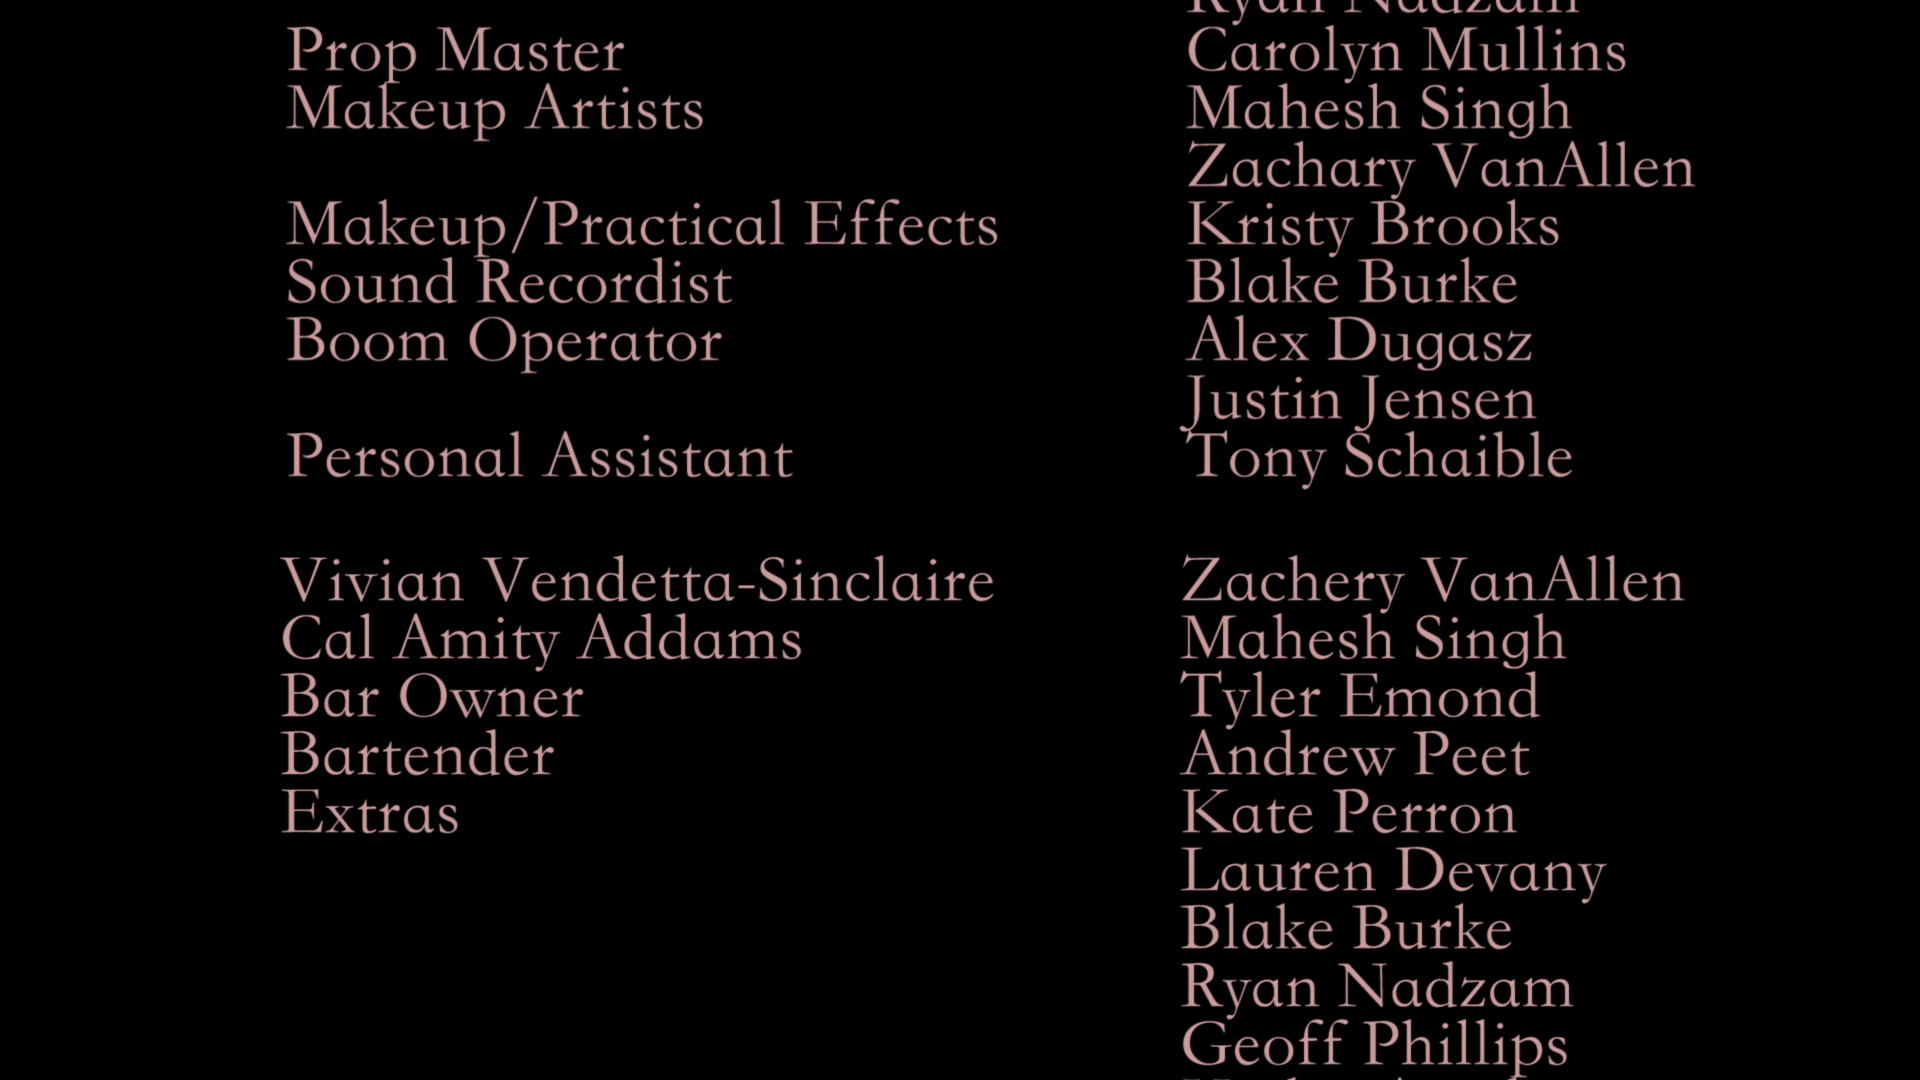 Ryan Nadzam
Prop Master Carolyn Mullins
Makeup Artists Mahesh Singh
Zachary VanAllen
Makeup/Practical Effects Kristy Brooks
Sound Recordist Blake Burke
Boom Operator Alex Dugasz
Justin Jensen
Personal Assistant Tony Schaible
Vivian Vendetta-Sinclaire Zachery VanAllen
Cal Amity Addams Mahesh Singh
Bar Owner Tyler Emond
Bartender Andrew Peet
Extras Kate Perron
Lauren Devany
Blake Burke
Ryan Nadzam
Geoff Phillips